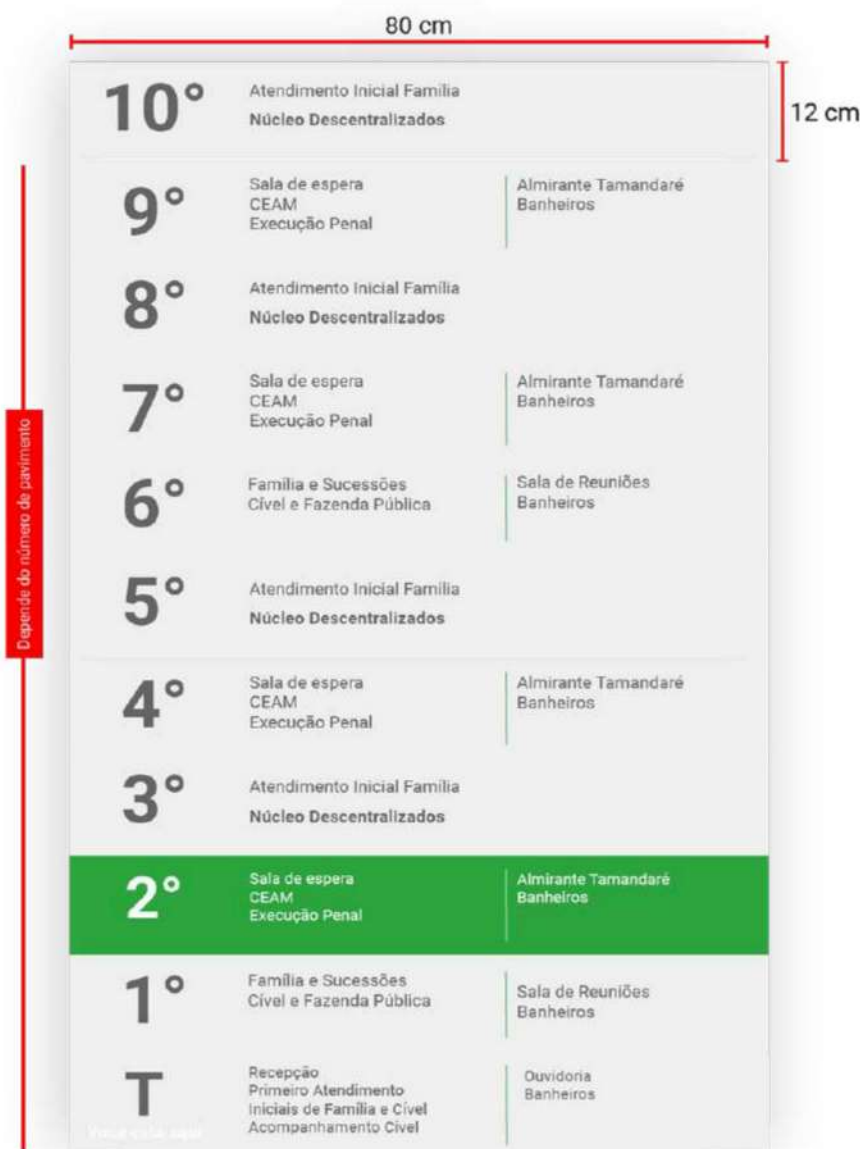 80 cm
12 cm
10°
Atendimento Inicial Família
Núcleo Descentralizados
9°
Sala de espera
CEAM
Execução Penal
Almirante Tamandaré
Banheiros
8°
Atendimento Inicial Família
Núcleo Descentralizados
7°
Sala de espera
CEAM
Execução Penal
Almirante Tamandaré
Banheiros
6°
Família e Sucessões
Cível e Fazenda Pública
Sala de Reuniões
Banheiros
Depende do número de pavimento
5°
Atendimento Inicial Família
Núcleo Descentralizados
4°
Sala de espera
CEAM
Execução Penal
Almirante Tamandaré
Banheiros
3°
Atendimento Inicial Família
Núcleo Descentralizados
2°
Sala de espera
CEAM
Execução Penal
Almirante Tamandaré
Banheiros
1°
Família e Sucessões
Cível e Fazenda Pública
Sala de Reuniões
Banheiros
T
Você está aqui
Recepção
Primeiro Atendimento
Iniciais de Família e Cível
Acompanhamento Cível
Ouvidoria
Banheiros